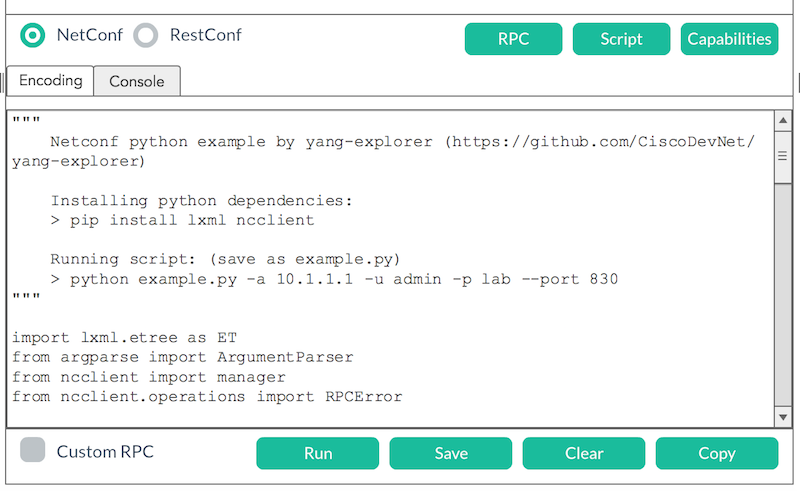 NetConf RestConf RPC Script Capabilities
Encoding Console
"""
    Netconf python example by yang-explorer (https://github.com/CiscoDevNet/
yang-explorer)
    Installing python dependencies:
    > pip install lxml ncclient
    Running script: (save as example.py)
    > python example.py -a 10.1.1.1 -u admin -p lab --port 830
"""
import lxml.etree as ET
from argparse import ArgumentParser
from ncclient import manager
from ncclient.operations import RPCError
Custom RPC Run Save Clear Copy